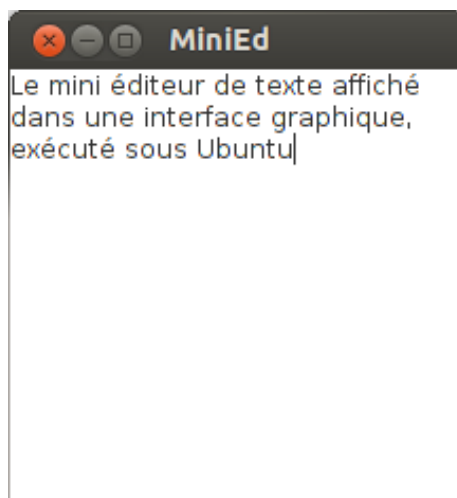 MiniEd
Le mini éditeur de texte affiché
dans une interface graphique,
exécuté sous Ubuntu